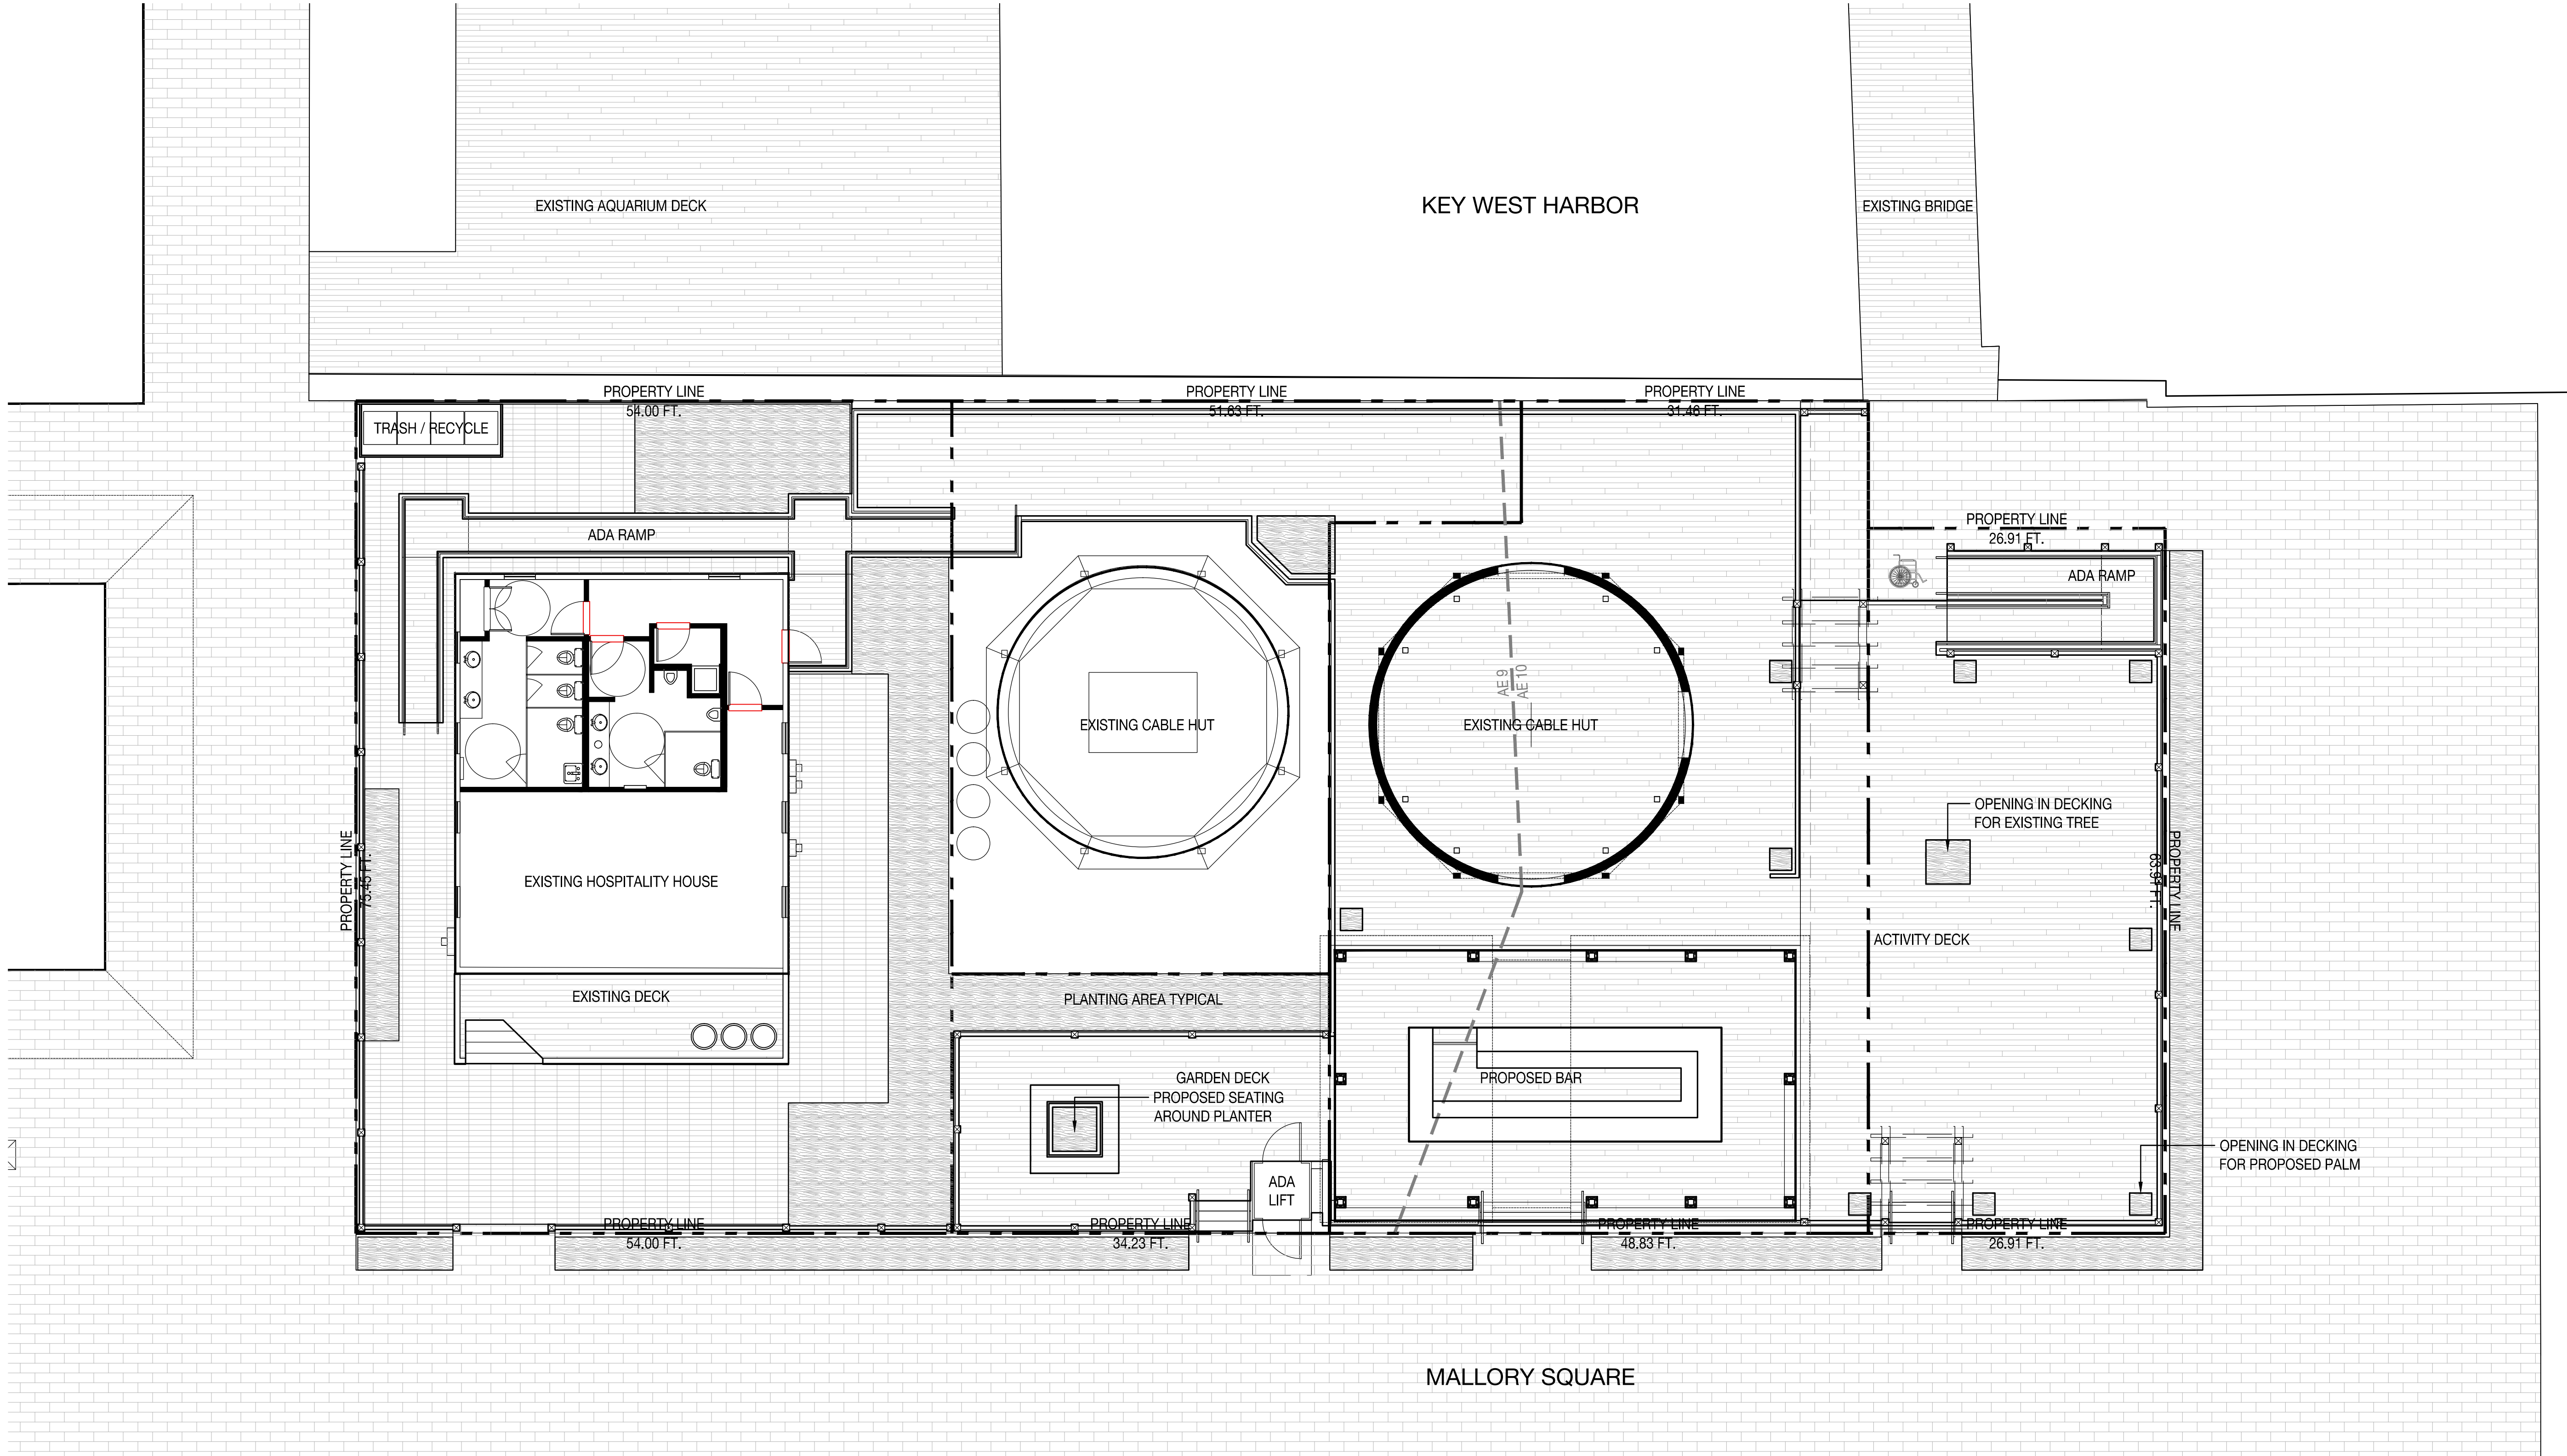 EXISTING AQUARIUM DECK
KEY WEST HARBOR
EXISTING BRIDGE
PROPERTY LINE
54.00 FT.
PROPERTY LINE
51.63 FT.
PROPERTY LINE
31.46 FT.
TRASH / RECYCLE
ADA RAMP
PROPERTY LINE
26.91 FT.
ADA RAMP
AE 9
AE 10
EXISTING CABLE HUT
EXISTING CABLE HUT
OPENING IN DECKING
FOR EXISTING TREE
PROPERTY LINE
75.45 FT.
EXISTING HOSPITALITY HOUSE
63.91 FT.
PROPERTY LINE
ACTIVITY DECK
EXISTING DECK
PLANTING AREA TYPICAL
GARDEN DECK
PROPOSED SEATING
AROUND PLANTER
PROPOSED BAR
OPENING IN DECKING
FOR PROPOSED PALM
ADA
LIFT
PROPERTY LINE
54.00 FT.
PROPERTY LINE
34.23 FT.
PROPERTY LINE
48.83 FT.
PROPERTY LINE
26.91 FT.
MALLORY SQUARE